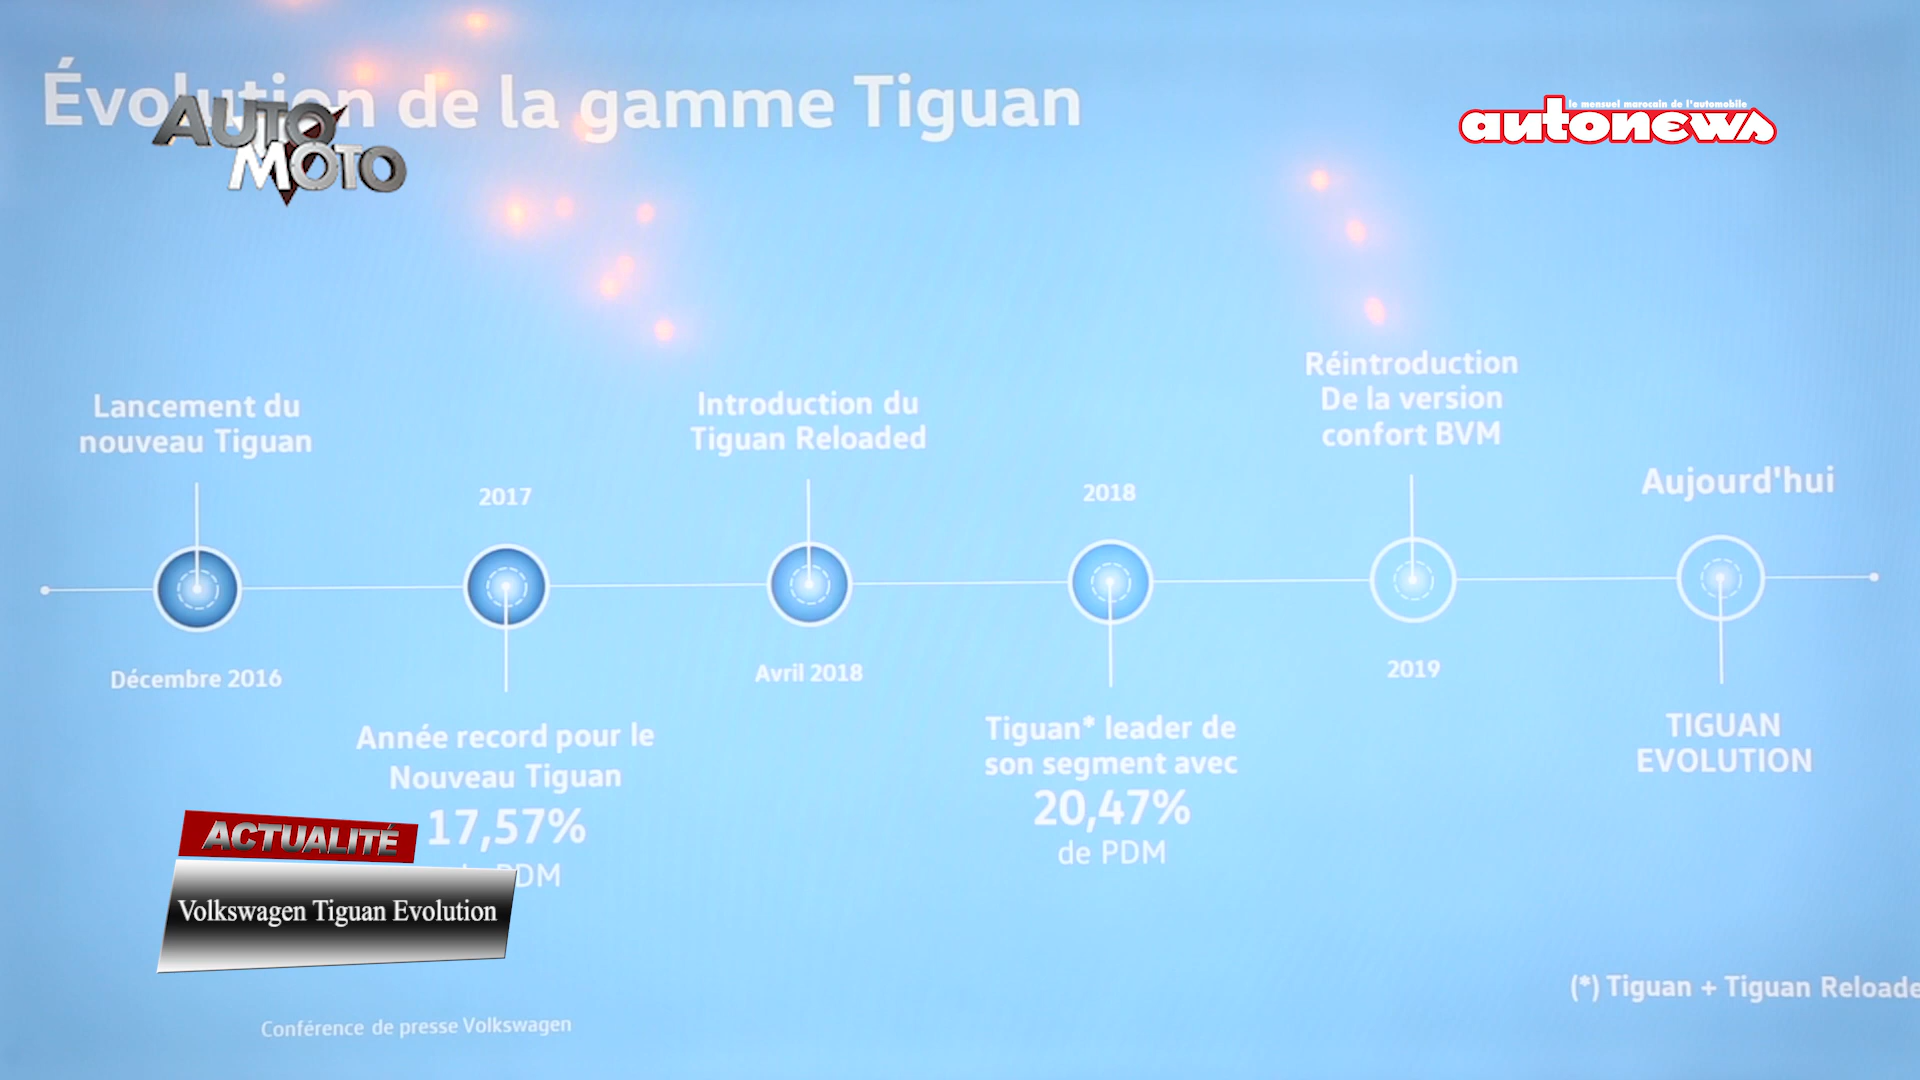 Évolution de la gamme Tiguan
AUTO
MOTO
le mensuel marocain de l'automobile
autonews
Lancement du
nouveau Tiguan
Décembre 2016
2017
Année record pour le
Nouveau Tiguan
17,57%
PDM
Introduction du
Tiguan Reloaded
Avril 2018
2018
Tiguan* leader de
son segment avec
20,47%
de PDM
Réintroduction
De la version
confort BVM
2019
Aujourd'hui
TIGUAN
EVOLUTION
ACTUALITÉ
Volkswagen Tiguan Evolution
(*) Tiguan + Tiguan Reloade
Conférence de presse Volkswagen